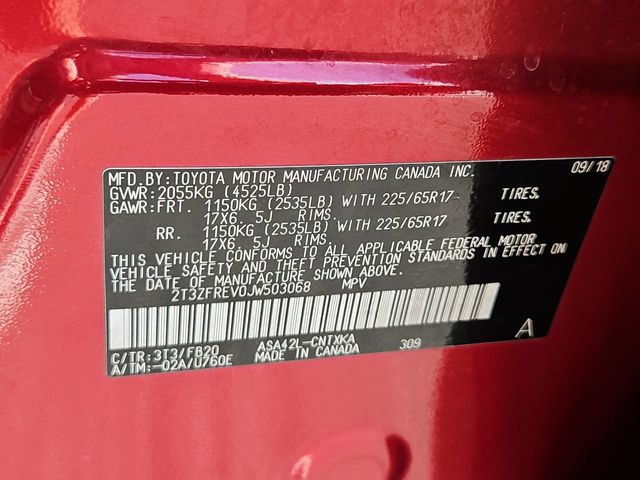 MFD.BY:TOYOTA MOTOR MANUFACTURING CANADA INC. 09/18
GVWR:2055KG (4525LB)
GAWR:FRT. 1150KG (2535LB) WITH 225/65R17 TIRES.
17X6. 5J RIMS.
RR. 1150KG (2535LB) WITH 225/65R17 TIRES.
17X6. 5J RIMS.
THIS VEHICLE CONFORMS TO ALL APPLICABLE FEDERAL MOTOR
VEHICLE SAFETY AND THEFT PREVENTION STANDARDS IN EFFECT ON
THE DATE OF MANUFACTURE SHOWN ABOVE.
2T3ZFREV0JW503068 MPV
C/TR:3T3/FB20 ASA42L-CNTXKA 309 A
A/TM:-02A/U760E MADE IN CANADA